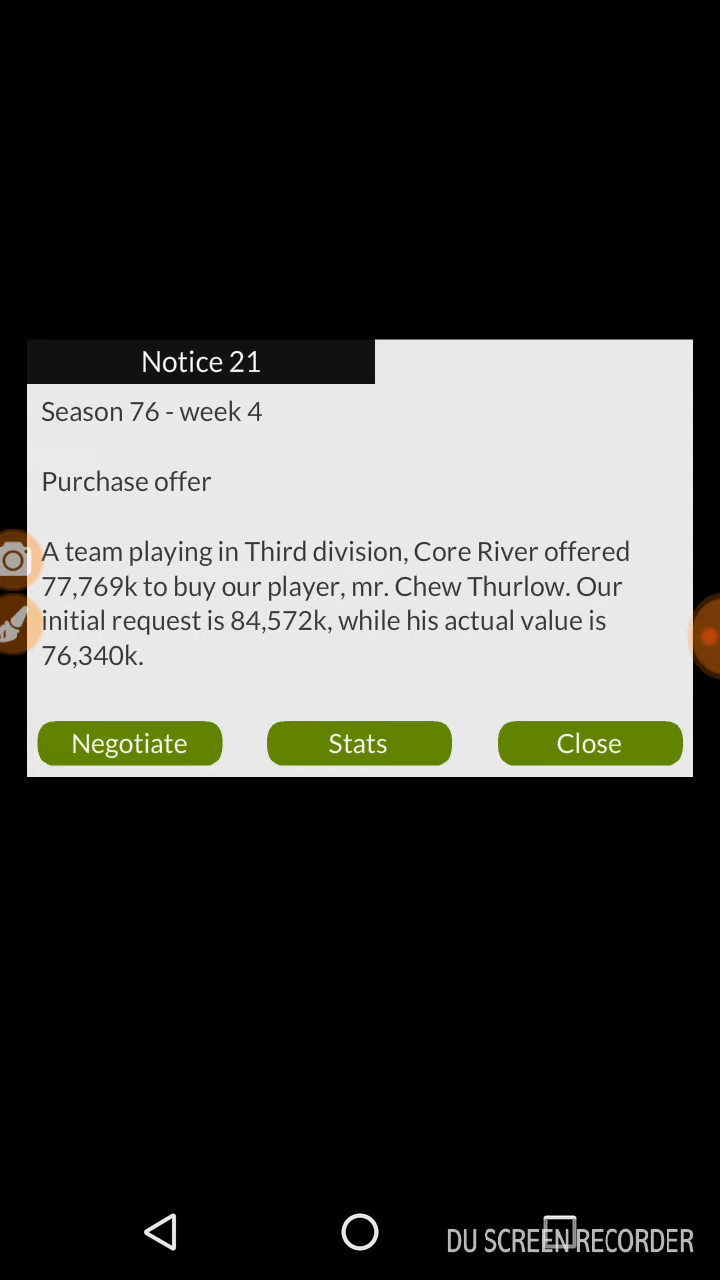 Notice 21
Season 76 - week 4
Purchase offer
A team playing in Third division, Core River offered
77,769k to buy our player, mr. Chew Thurlow. Our
initial request is 84,572k, while his actual value is
76,340k.
Negotiate Stats Close
DU SCREEN RECORDER